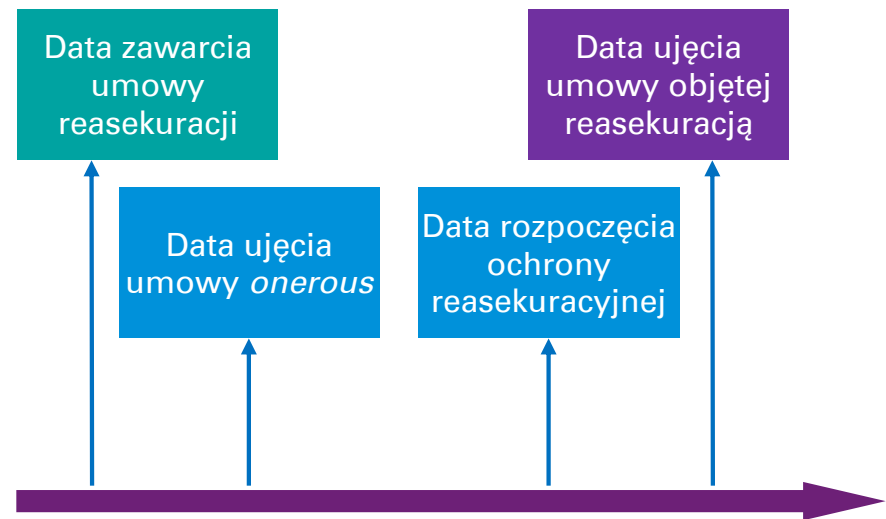 Data zawarcia
umowy
reasekuracji
Data ujęcia
umowy onerous
Data rozpoczęcia
ochrony
reasekuracyjnej
Data ujęcia
umowy objętej
reasekuracją